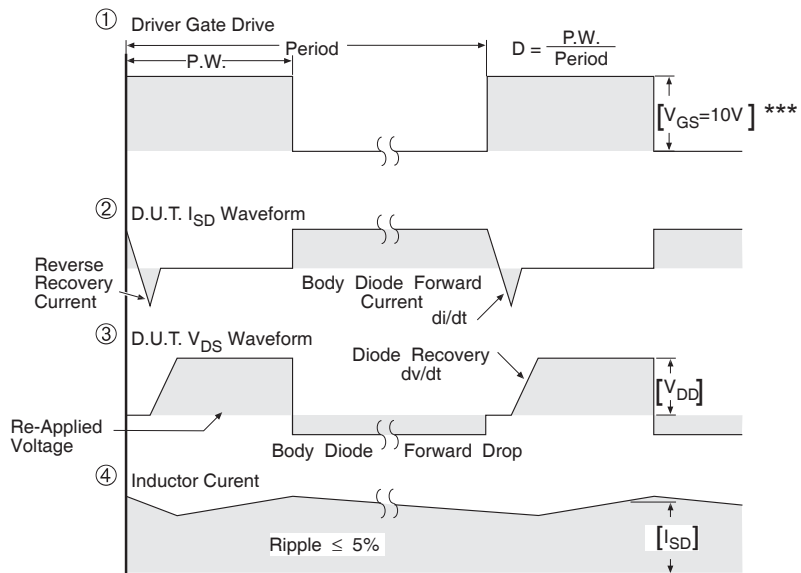 ① Driver Gate Drive
Period
P.W.
D = P.W. / Period
[V_GS=10V] ***
② D.U.T. I_SD Waveform
Reverse
Recovery
Current
Body Diode Forward
Current
di/dt
③ D.U.T. V_DS Waveform
Diode Recovery
dv/dt
[V_DD]
Re-Applied
Voltage
Body Diode Forward Drop
④ Inductor Curent
Ripple ≤ 5%
[I_SD]